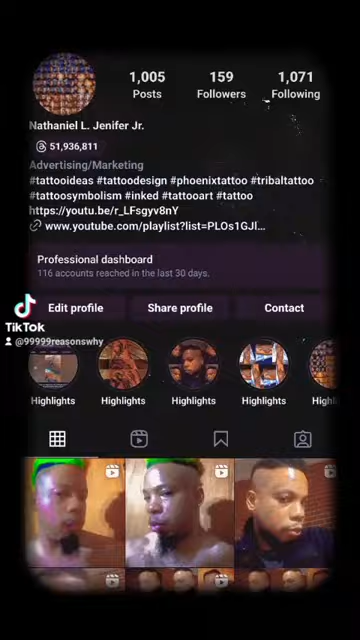 1,005 159 1,071
Posts Followers Following
Nathaniel L. Jenifer Jr.
51,936,811
Advertising/Marketing
#tattooideas #tattoodesign #phoenixtattoo #tribaltattoo
#tattoosymbolism #inked #tattooart #tattoo
https://youtu.be/r_LFsgyv8nY
www.youtube.com/playlist?list=PLOs1GJl...
Professional dashboard
116 accounts reached in the last 30 days.
Edit profile Share profile Contact
TikTok
@99999reasonswhy
Highlights Highlights Highlights Highlights Highl